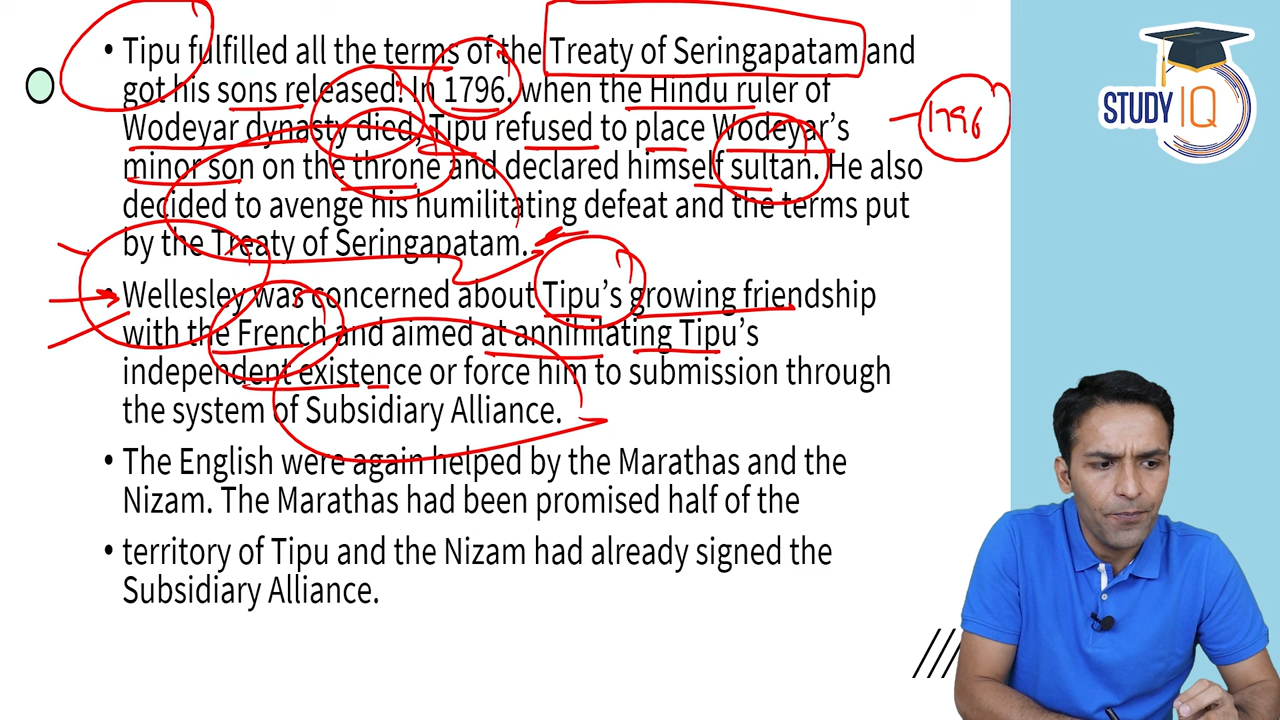 • Tipu fulfilled all the terms of the Treaty of Seringapatam and
got his sons released. In 1796, when the Hindu ruler of
Wodeyar dynasty died, Tipu refused to place Wodeyar’s
minor son on the throne and declared himself sultan. He also
decided to avenge his humilitating defeat and the terms put
by the Treaty of Seringapatam.
• Wellesley was concerned about Tipu’s growing friendship
with the French and aimed at annihilating Tipu’s
independent existence or force him to submission through
the system of Subsidiary Alliance.
• The English were again helped by the Marathas and the
Nizam. The Marathas had been promised half of the
• territory of Tipu and the Nizam had already signed the
Subsidiary Alliance.
1796
STUDY IQ